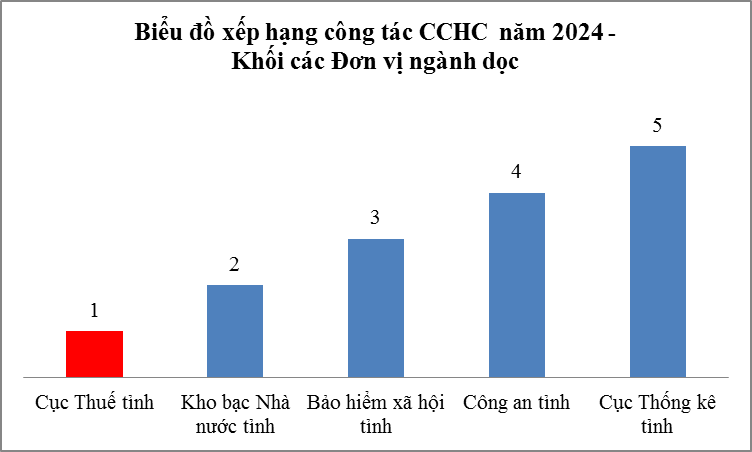 Biểu đồ xếp hạng công tác CCHC năm 2024 -
Khối các Đơn vị ngành dọc
5
4
3
2
1
Cục Thuế tỉnh
Kho bạc Nhà
nước tỉnh
Bảo hiểm xã hội
tỉnh
Công an tỉnh
Cục Thống kê
tỉnh